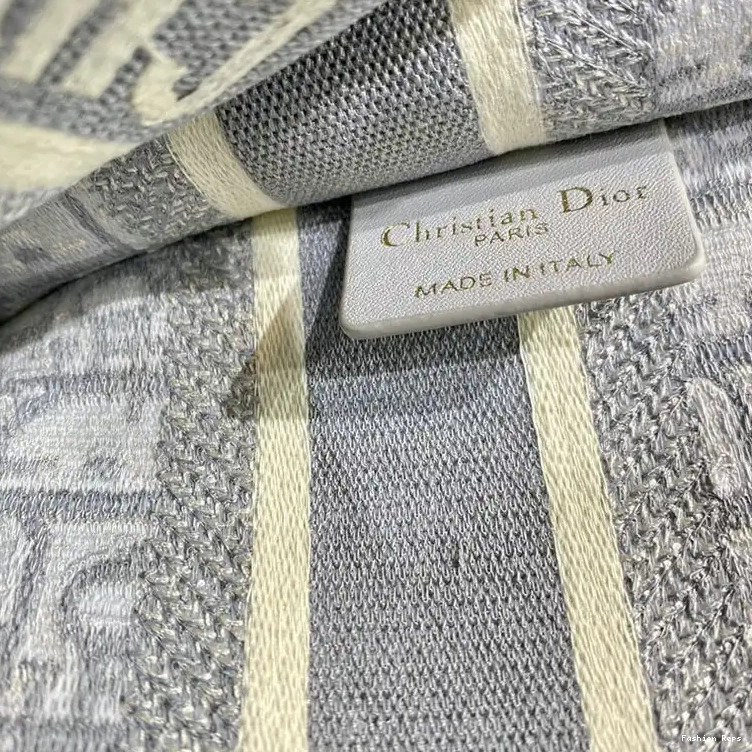 Christian Dior
PARIS
MADE IN ITALY
Fashion Reps